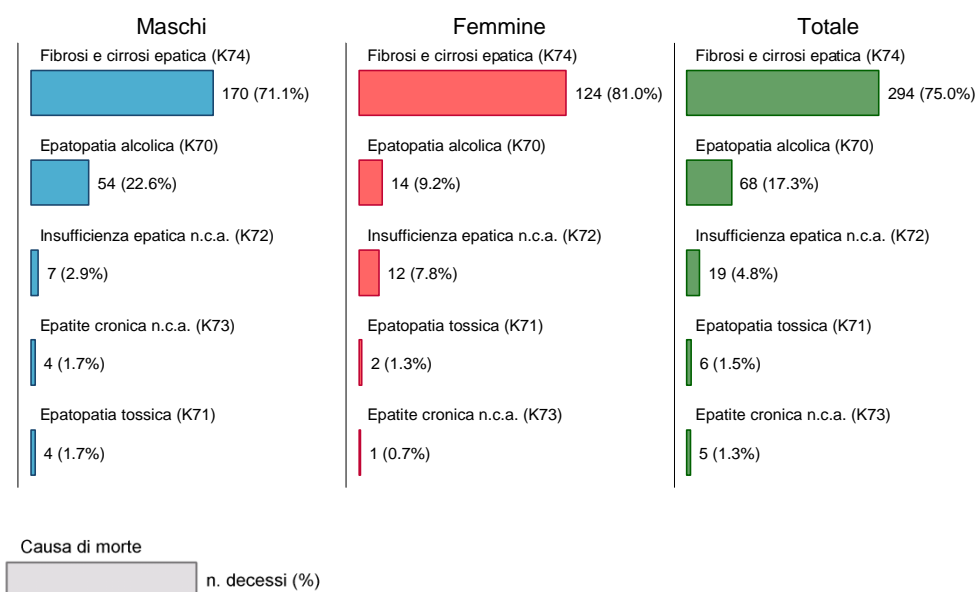 Maschi
Fibrosi e cirrosi epatica (K74)
170 (71.1%)
Epatopatia alcolica (K70)
54 (22.6%)
Insufficienza epatica n.c.a. (K72)
7 (2.9%)
Epatite cronica n.c.a. (K73)
4 (1.7%)
Epatopatia tossica (K71)
4 (1.7%)
Femmine
Fibrosi e cirrosi epatica (K74)
124 (81.0%)
Epatopatia alcolica (K70)
14 (9.2%)
Insufficienza epatica n.c.a. (K72)
12 (7.8%)
Epatopatia tossica (K71)
2 (1.3%)
Epatite cronica n.c.a. (K73)
1 (0.7%)
Totale
Fibrosi e cirrosi epatica (K74)
294 (75.0%)
Epatopatia alcolica (K70)
68 (17.3%)
Insufficienza epatica n.c.a. (K72)
19 (4.8%)
Epatopatia tossica (K71)
6 (1.5%)
Epatite cronica n.c.a. (K73)
5 (1.3%)
Causa di morte
n. decessi (%)